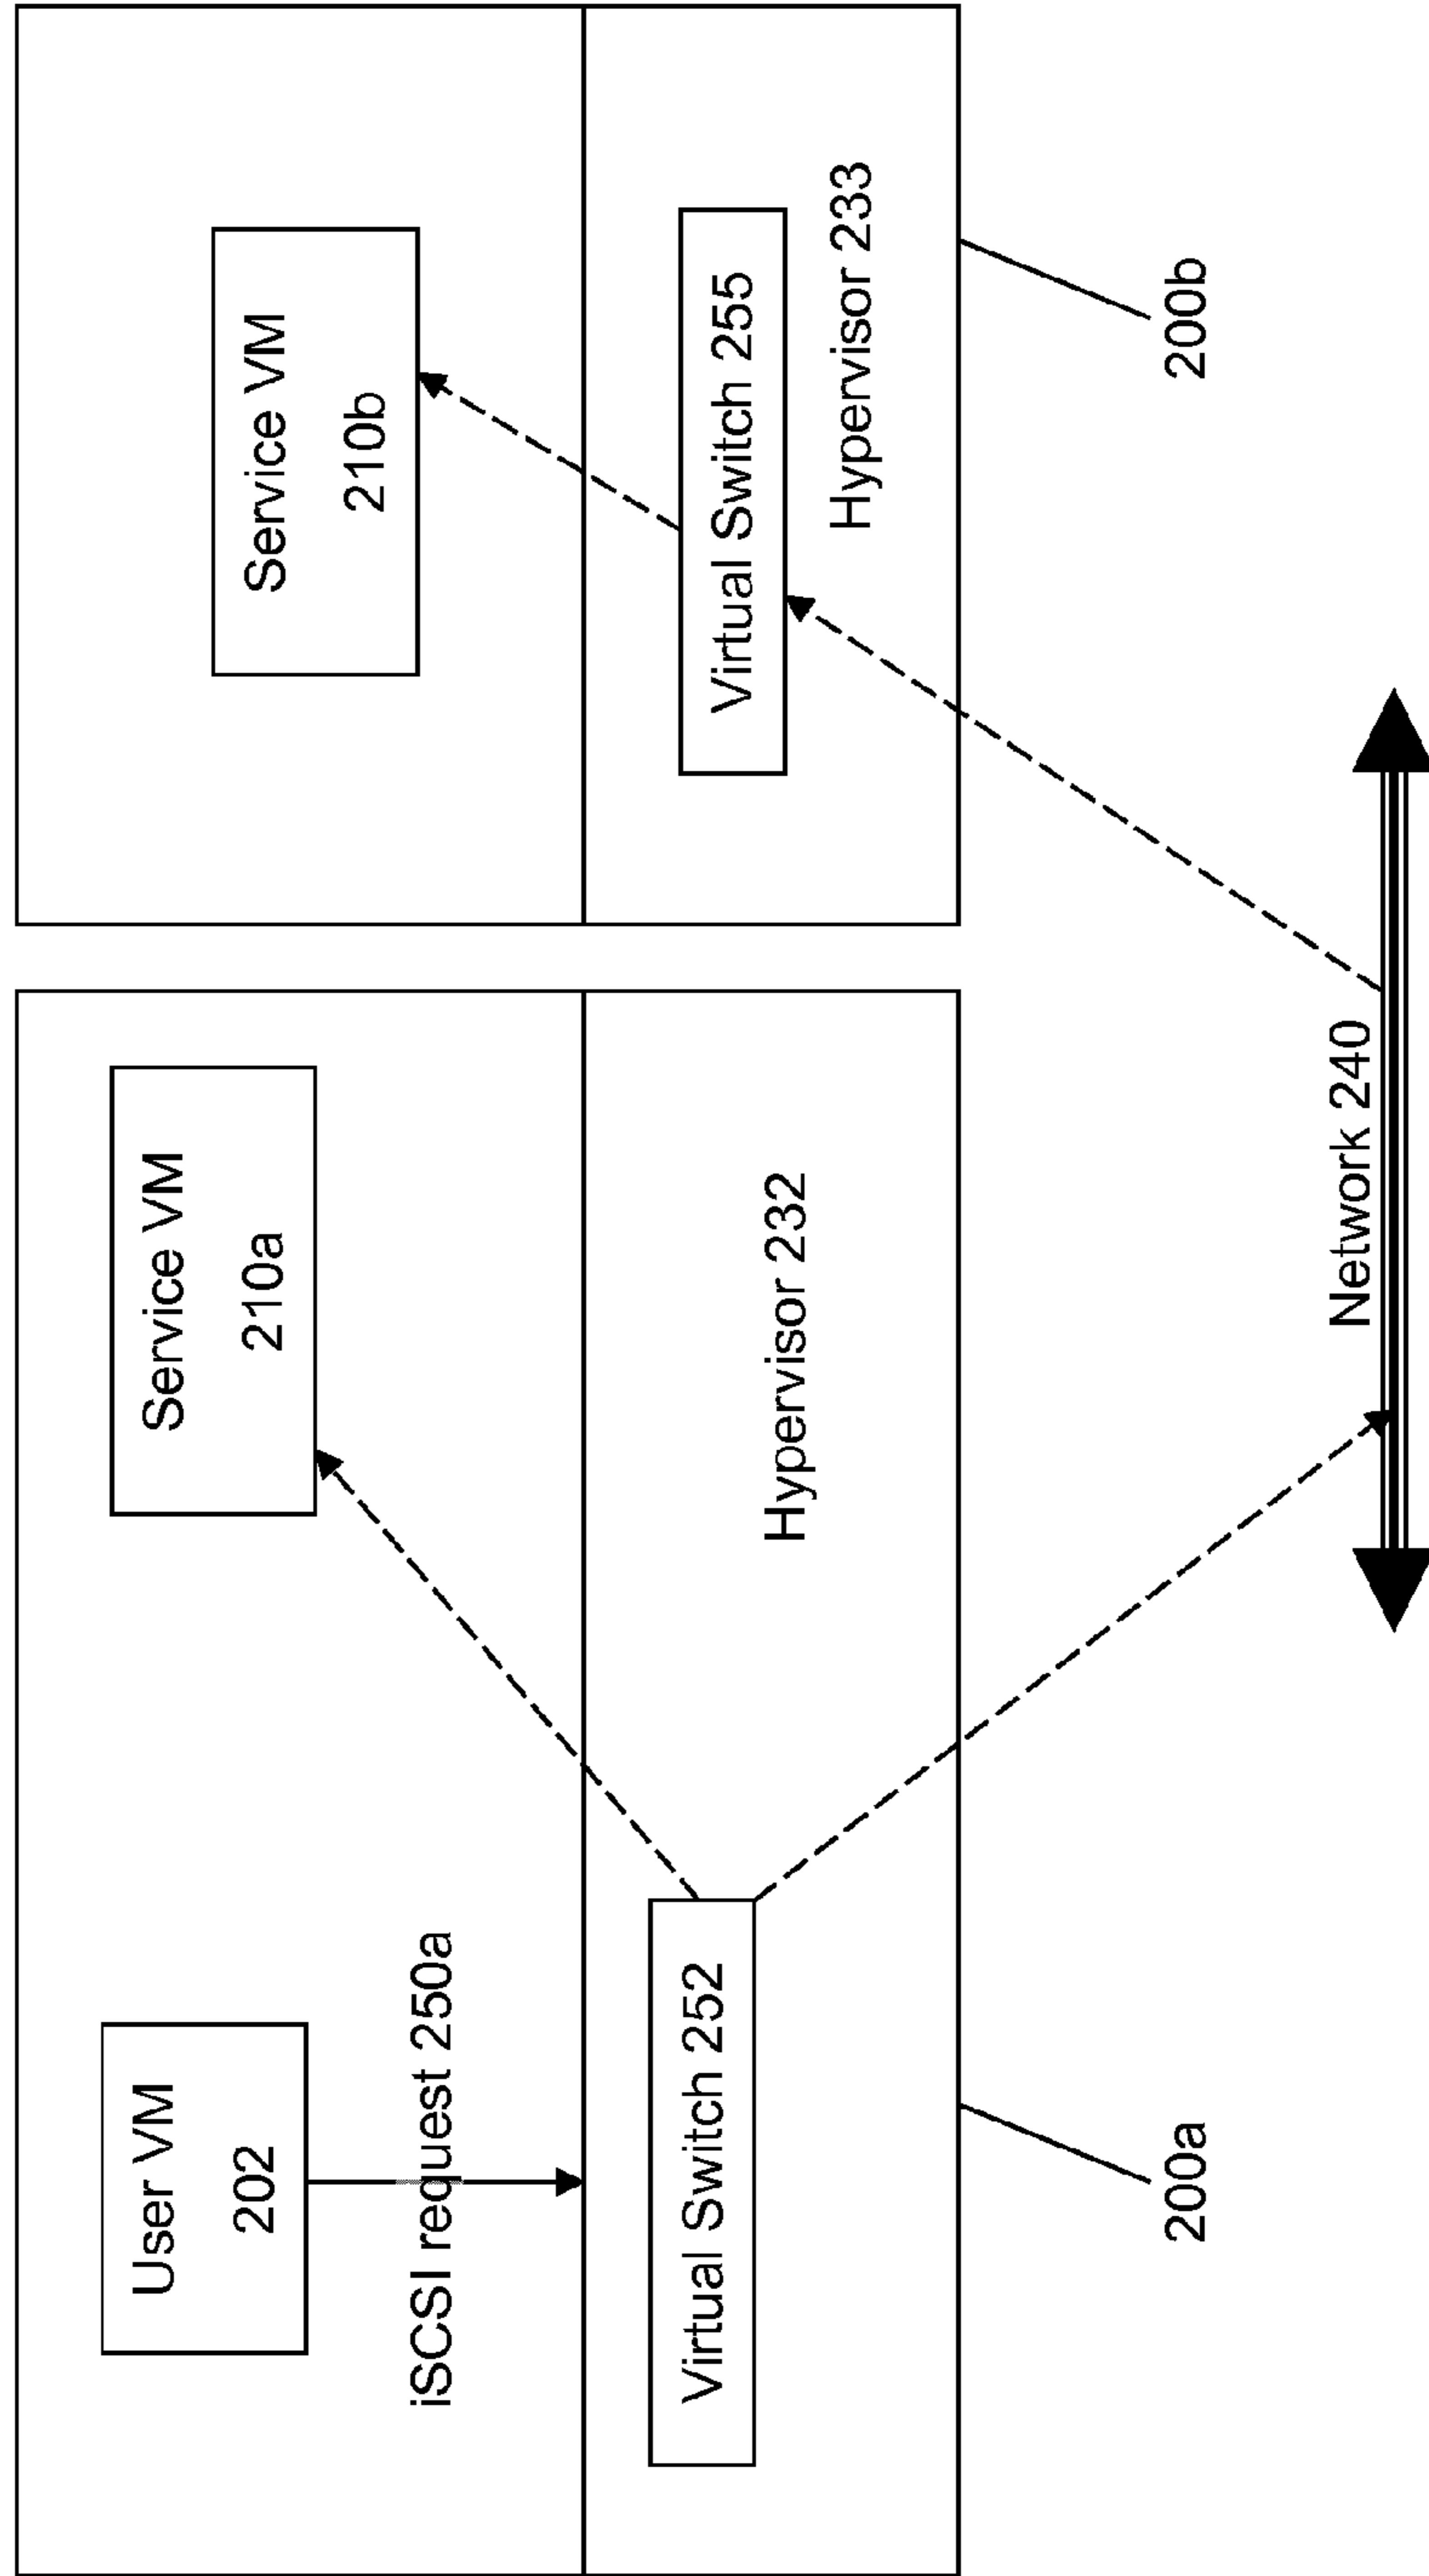 User VM
202
iSCSI request 250a
Virtual Switch 252
200a
Service VM
210a
Hypervisor 232
Network 240
Service VM
210b
Virtual Switch 255
Hypervisor 233
200b